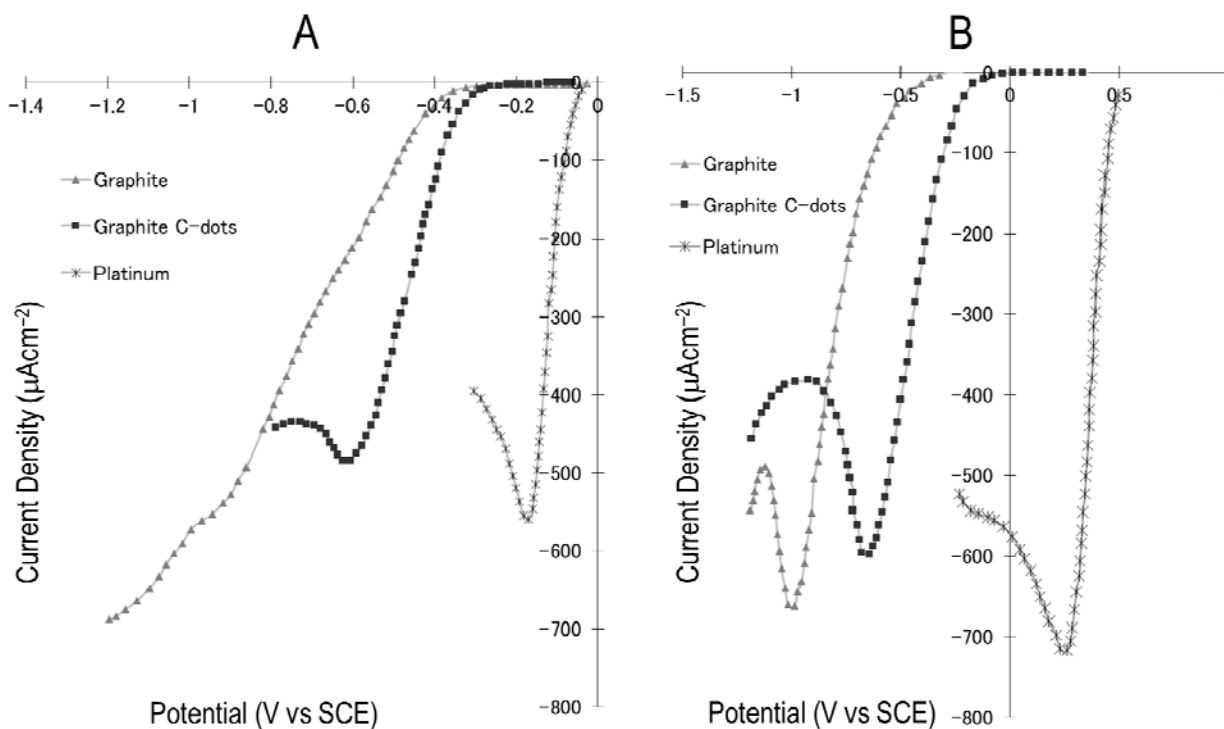 A
−1.4 −1.2 −1 −0.8 −0.6 −0.4 −0.2 0
0
−100
−200
−300
−400
−500
−600
−700
−800
Graphite
Graphite C-dots
Platinum
Current Density (μAcm⁻²)
Potential (V vs SCE)
B
−1.5 −1 −0.5 0 0.5
0
−100
−200
−300
−400
−500
−600
−700
−800
Graphite
Graphite C-dots
Platinum
Current Density (μAcm⁻²)
Potential (V vs SCE)